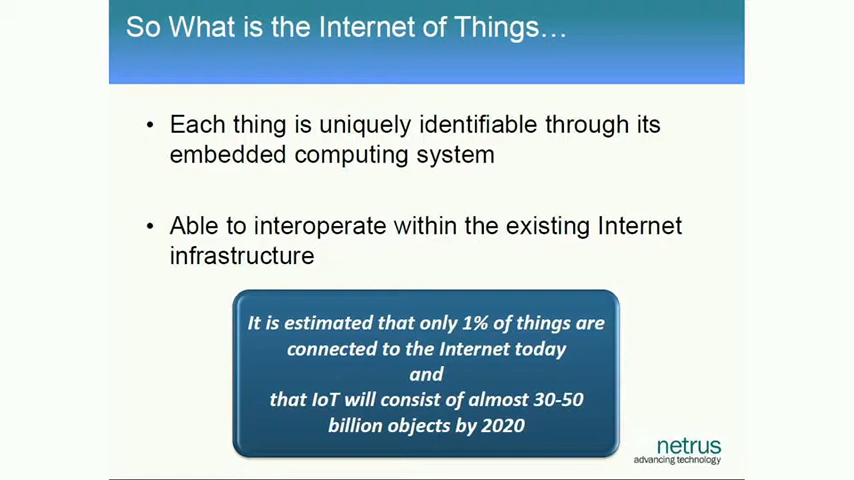 So What is the Internet of Things…
• Each thing is uniquely identifiable through its
embedded computing system
• Able to interoperate within the existing Internet
infrastructure
It is estimated that only 1% of things are
connected to the Internet today
and
that IoT will consist of almost 30-50
billion objects by 2020
netrus
advancing technology